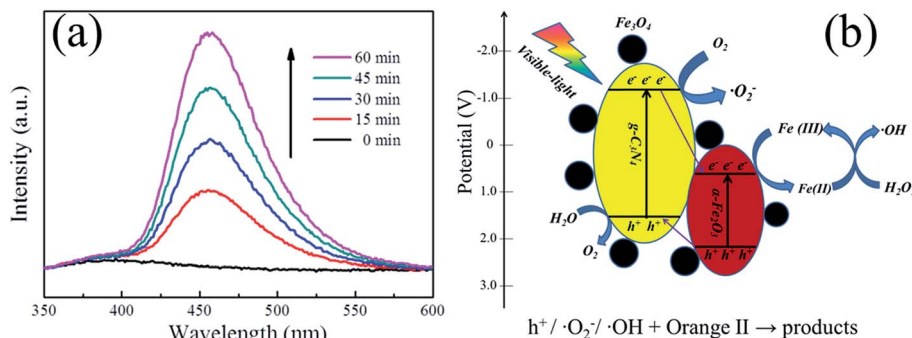 (a)
60 min
45 min
30 min
15 min
0 min
Intensity (a.u.)
350 400 450 500 550 600
Wavelength (nm)
(b)
Fe3O4
Visible-light
O2
·O2-
Potential (V)
-2.0
-1.0
0
1.0
2.0
3.0
e- e- e-
g-C3N4
h+ h+
H2O
O2
e- e- e-
α-Fe2O3
h+ h+ h+
Fe (III)
Fe(II)
·OH
H2O
h+/ ·O2-/ ·OH + Orange II → products